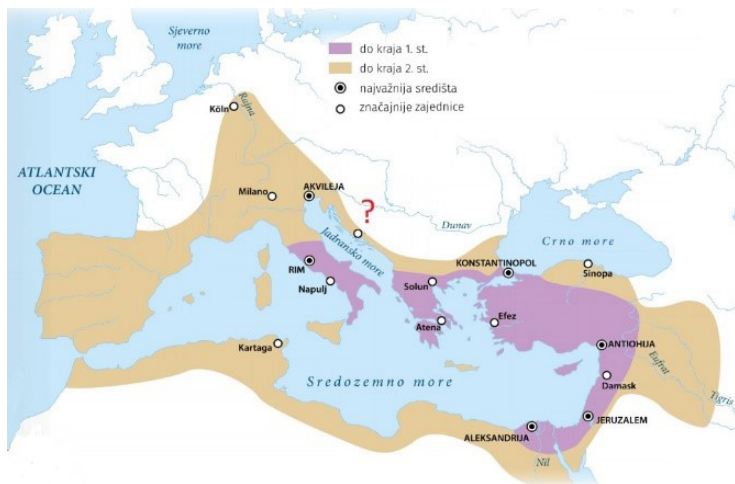 Sjeverno
more
do kraja 1. st.
do kraja 2. st.
najvažnija središta
značajnije zajednice
Köln
Rajna
ATLANTSKI
OCEAN
Milano
AKVILEJA
?
Dunav
Jadransko more
Crno more
KONSTANTINOPOL
RIM
Sinopa
Napulj
Solun
Atena
Efez
Kartaga
ANTIOHIJA
Eufrat
Damask
Tigris
Sredozemno more
JERUZALEM
ALEKSANDRIJA
Nil